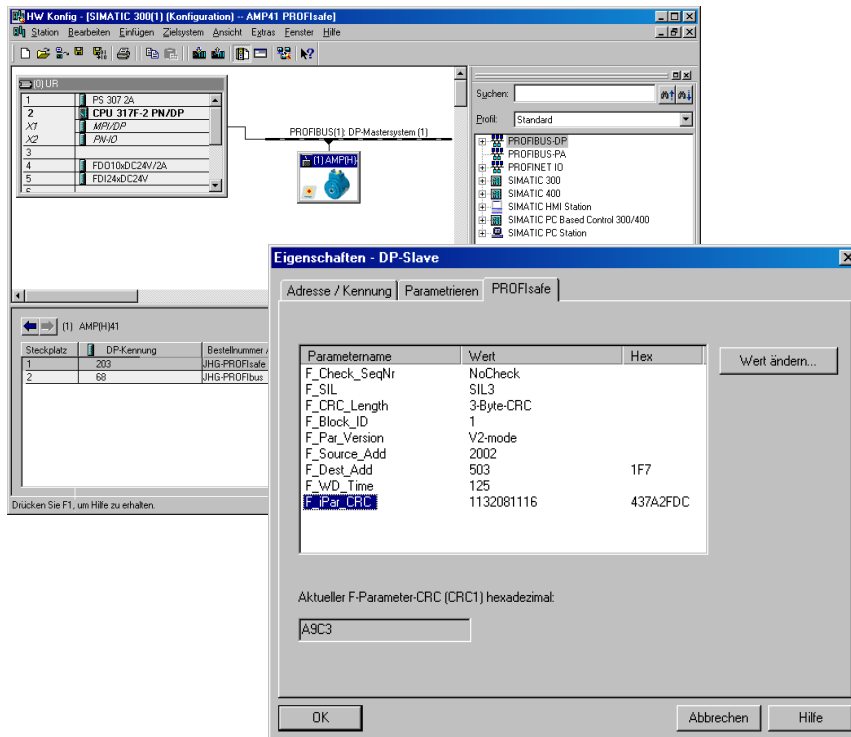 HW Konfig - [SIMATIC 300(1) (Konfiguration) -- AMP41 PROFIsafe]
Station Bearbeiten Einfügen Zielsystem Ansicht Extras Fenster Hilfe
(0) UR
1 PS 307 2A
2 CPU 317F-2 PN/DP
X1 MPI/DP
X2 PN-IO
3
4 FDO10xDC24V/2A
5 FDI24xDC24V
PROFIBUS(1): DP-Mastersystem (1)
(1) AMP(H)
Suchen:
Profil: Standard
PROFIBUS-DP
PROFIBUS-PA
PROFINET IO
SIMATIC 300
SIMATIC 400
SIMATIC HMI Station
SIMATIC PC Based Control 300/400
SIMATIC PC Station
(1) AMP(H)41
Steckplatz DP-Kennung Bestellnummer
1 203 JHG-PROFIsafe
2 68 JHG-PROFIbus
Drücken Sie F1, um Hilfe zu erhalten.
Eigenschaften - DP-Slave
Adresse / Kennung Parametrieren PROFIsafe
Parametername Wert Hex
F_Check_SeqNr NoCheck
F_SIL SIL3
F_CRC_Length 3-Byte-CRC
F_Block_ID 1
F_Par_Version V2-mode
F_Source_Add 2002
F_Dest_Add 503 1F7
F_WD_Time 125
F_iPar_CRC 1132081116 437A2FDC
Wert ändern...
Aktueller F-Parameter-CRC (CRC1) hexadezimal:
A9C3
OK Abbrechen Hilfe